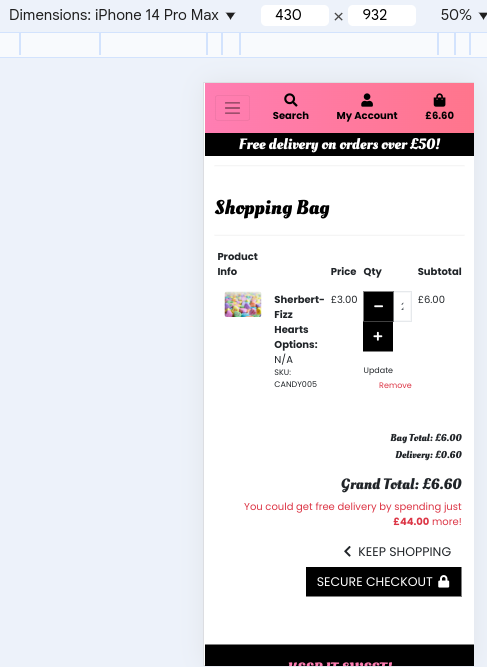 Dimensions: iPhone 14 Pro Max ▼ 430 × 932 50% ▼
Search My Account £6.60
Free delivery on orders over £50!
Shopping Bag
Product Info Price Qty Subtotal
Sherbert-Fizz Hearts £3.00 − + £6.00
Options: N/A
SKU: CANDY005
Update
Remove
Bag Total: £6.00
Delivery: £0.60
Grand Total: £6.60
You could get free delivery by spending just
£44.00 more!
KEEP SHOPPING
SECURE CHECKOUT
KEEP IT SWEET!